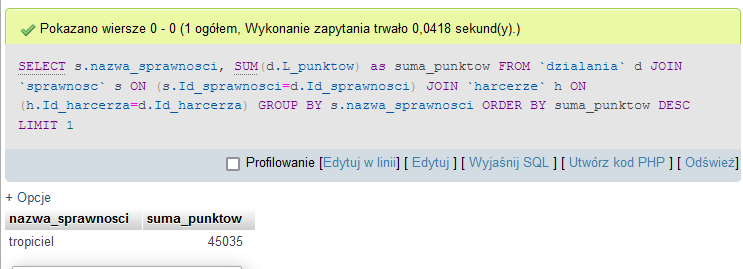 Pokazano wiersze 0 - 0 (1 ogółem, Wykonanie zapytania trwało 0,0418 sekund(y).)
SELECT s.nazwa_sprawnosci, SUM(d.L_punktow) as suma_punktow FROM `dzialania` d JOIN
`sprawnosc` s ON (s.Id_sprawnosci=d.Id_sprawnosci) JOIN `harcerze` h ON
(h.Id_harcerza=d.Id_harcerza) GROUP BY s.nazwa_sprawnosci ORDER BY suma_punktow DESC
LIMIT 1
Profilowanie [Edytuj w linii] [ Edytuj ] [ Wyjaśnij SQL ] [ Utwórz kod PHP ] [ Odśwież]
+ Opcje
nazwa_sprawnosci suma_punktow
tropiciel 45035